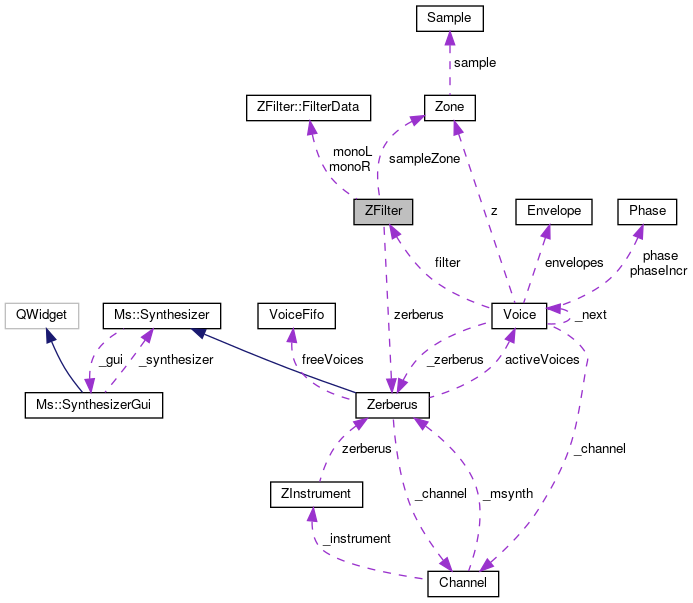 Sample
sample
ZFilter::FilterData
Zone
monoL
monoR
sampleZone
ZFilter
z
Envelope
Phase
filter
envelopes
phase
phaseIncr
QWidget
Ms::Synthesizer
VoiceFifo
zerberus
Voice
_next
_gui
_synthesizer
freeVoices
_zerberus
activeVoices
Ms::SynthesizerGui
Zerberus
zerberus
_channel
ZInstrument
_channel
_msynth
_instrument
Channel